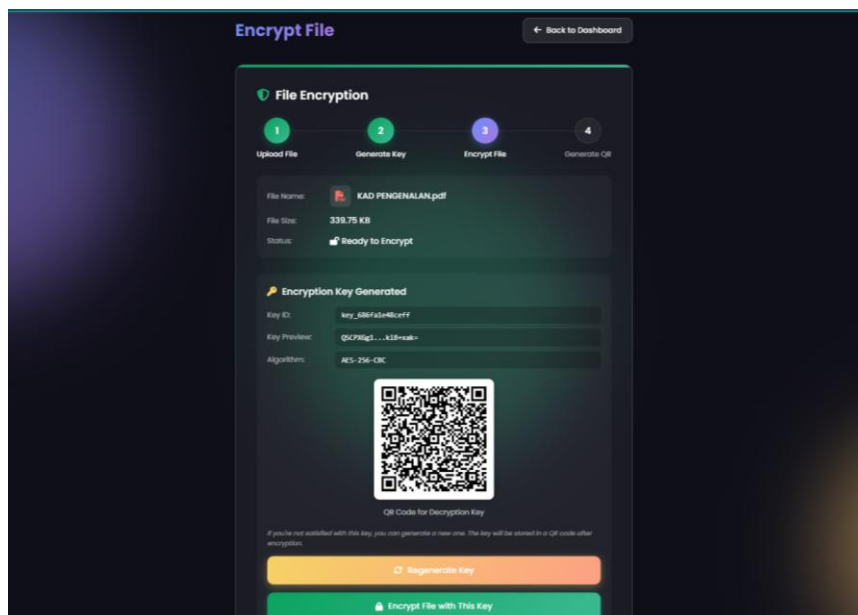 Encrypt File
← Back to Dashboard
File Encryption
1 2 3 4
Upload File Generate Key Encrypt File Generate QR
File Name: KAD PENGENALAN.pdf
File Size: 339.75 KB
Status: Ready to Encrypt
Encryption Key Generated
Key ID: key_686fa1e48ceff
Key Preview:
Algorithm: AES-256-CBC
QR Code for Decryption Key
If you're not satisfied with this key, you can generate a new one. The key will be stored in a QR code after
encryption.
Regenerate Key
Encrypt File with This Key